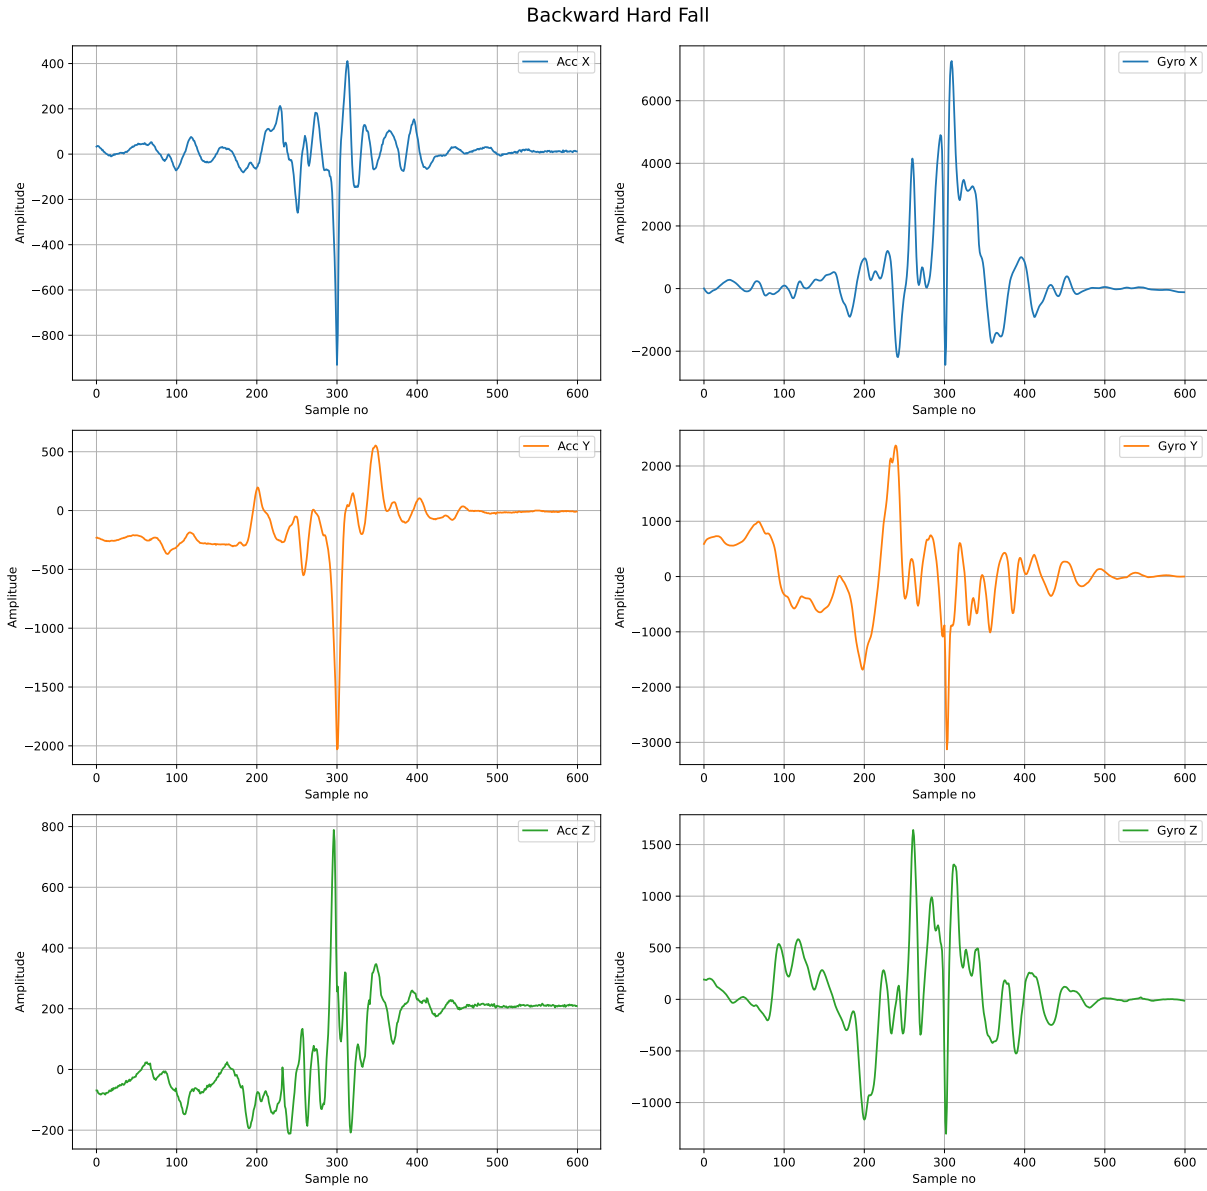 Backward Hard Fall
Acc X
400
200
0
−200
−400
−600
−800
Amplitude
0 100 200 300 400 500 600
Sample no
Gyro X
6000
4000
2000
0
−2000
Amplitude
0 100 200 300 400 500 600
Sample no
Acc Y
500
0
−500
−1000
−1500
−2000
Amplitude
0 100 200 300 400 500 600
Sample no
Gyro Y
2000
1000
0
−1000
−2000
−3000
Amplitude
0 100 200 300 400 500 600
Sample no
Acc Z
800
600
400
200
0
−200
Amplitude
0 100 200 300 400 500 600
Sample no
Gyro Z
1500
1000
500
0
−500
−1000
Amplitude
0 100 200 300 400 500 600
Sample no